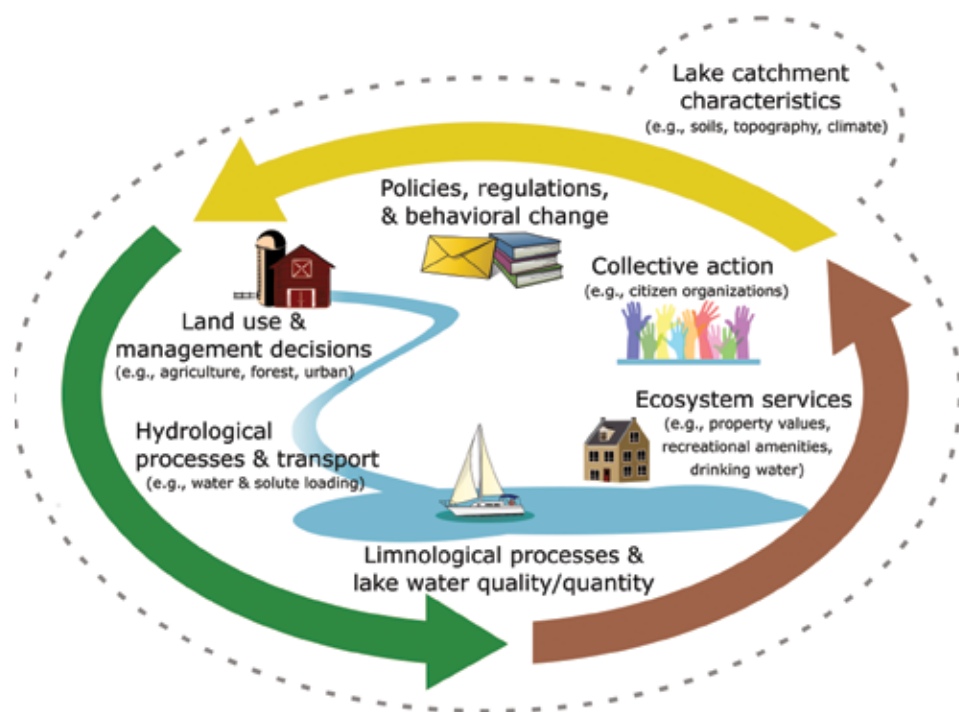 Lake catchment
characteristics
(e.g., soils, topography, climate)
Policies, regulations,
& behavioral change
Collective action
(e.g., citizen organizations)
Land use &
management decisions
(e.g., agriculture, forest, urban)
Ecosystem services
(e.g., property values,
recreational amenities,
drinking water)
Hydrological
processes & transport
(e.g., water & solute loading)
Limnological processes &
lake water quality/quantity